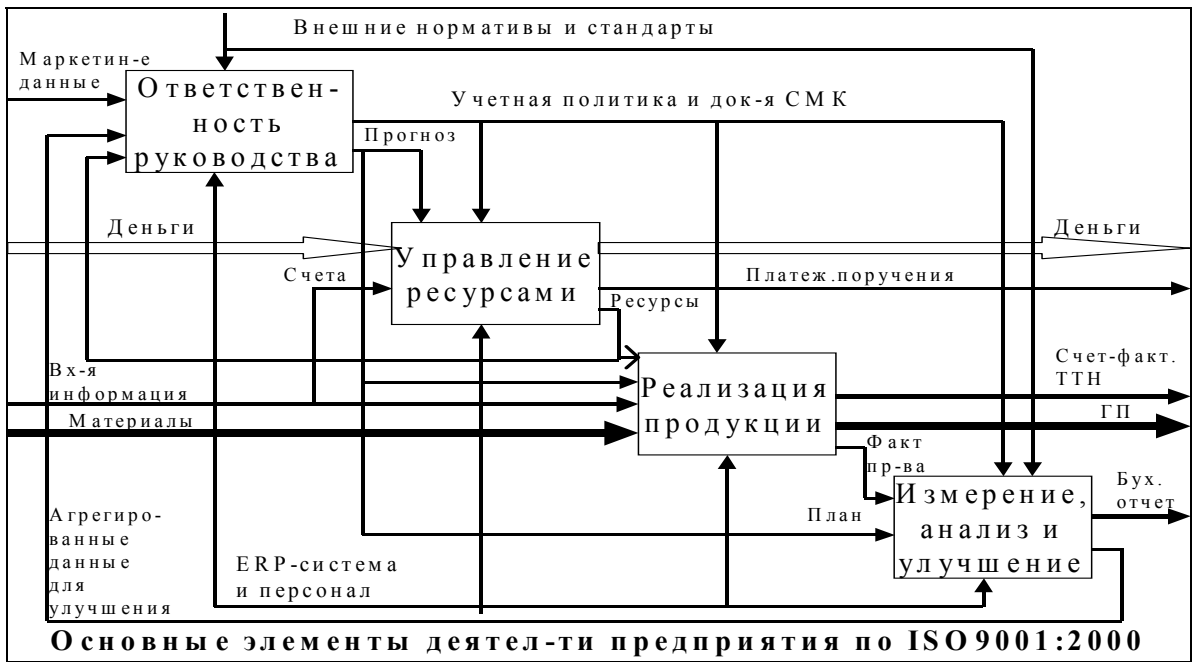 Внешние нормативы и стандарты
Маркетин-е
данные
Ответствен-
ность
руководства
Учетная политика и док-я СМК
Прогноз
Деньги
Деньги
Управление
ресурсами
Счета
Платеж.поручения
Ресурсы
Вх-я
информация
Материалы
Реализация
продукции
Счет-факт.
ТТН
ГП
Факт
пр-ва
Измерение,
анализ и
улучшение
Бух.
отчет
План
Агрегиро-
ванные
данные
для
улучшения
ERP-система
и персонал
Основные элементы деятел-ти предприятия по ISO9001:2000